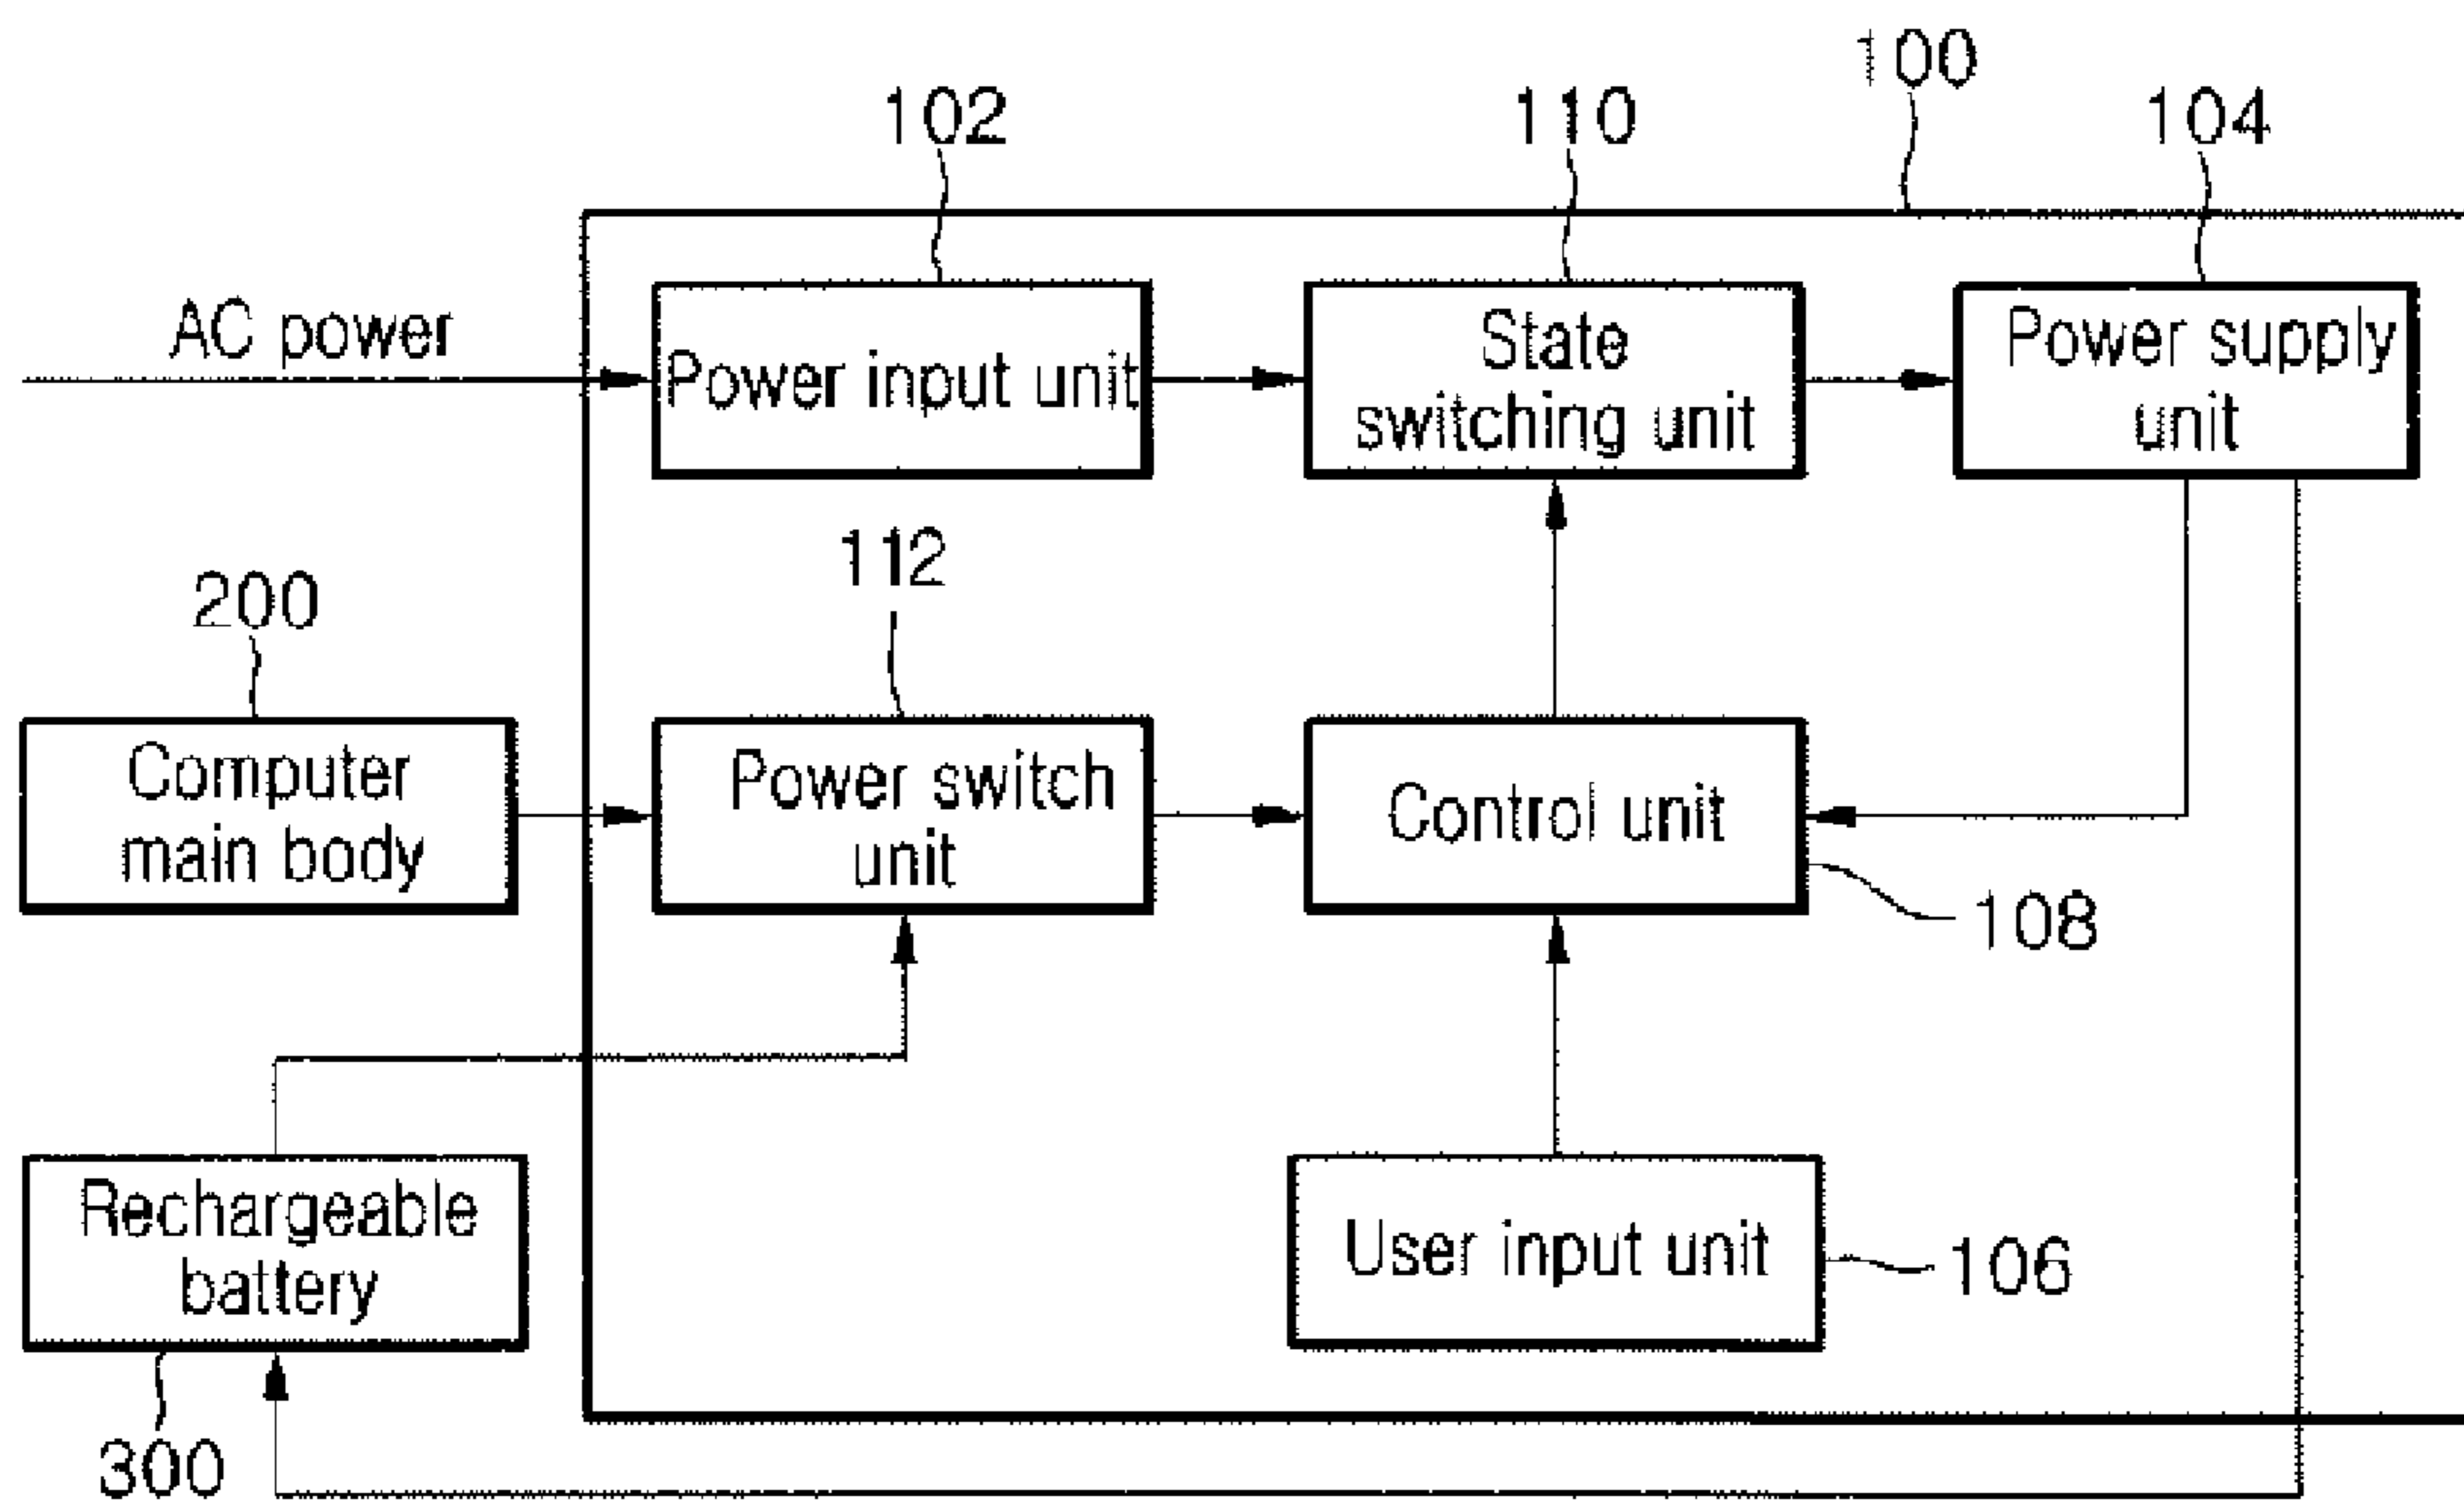 100
102
110
104
AC power
Power input unit
State
switching unit
Power supply
unit
112
200
Computer
main body
Power switch
unit
Control unit
108
Rechargeable
battery
User input unit
106
300